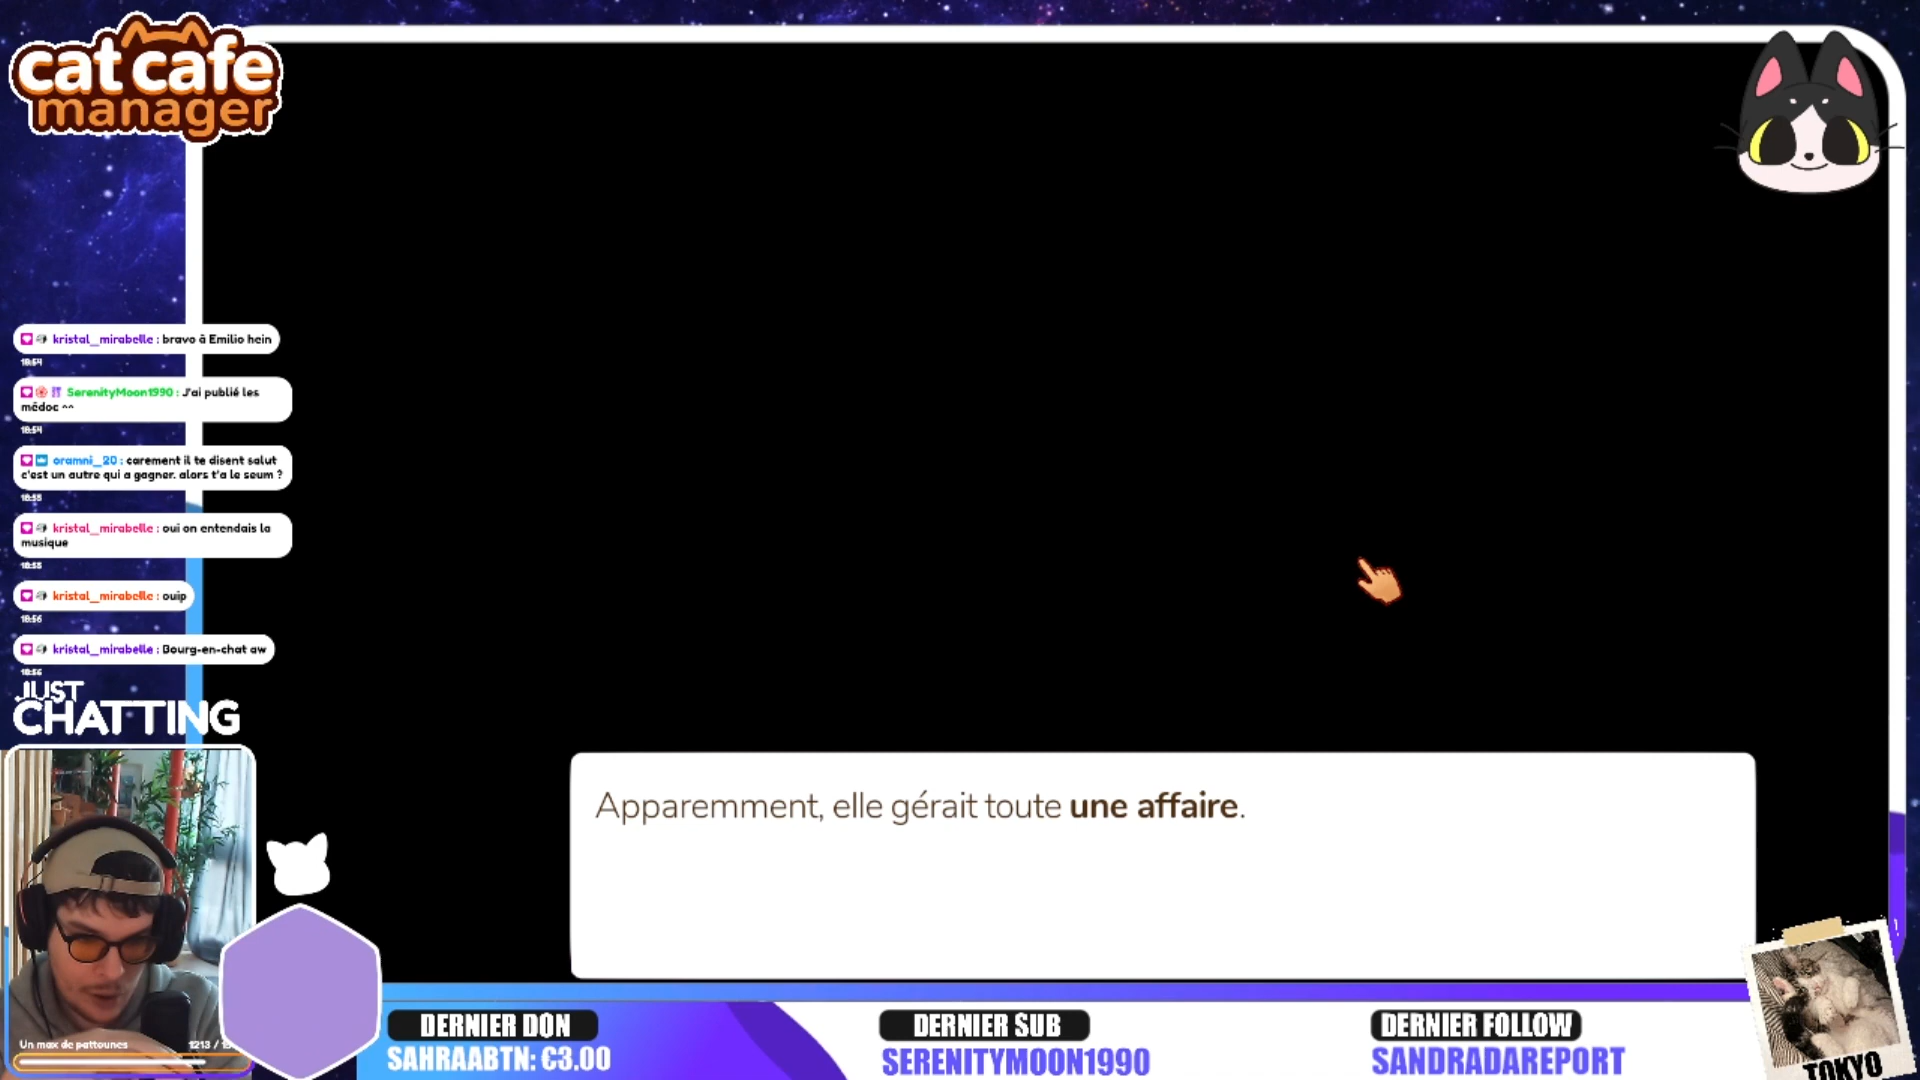 cat cafe
manager
kristal_mirabelle : bravo à Emilio hein
18:54
SerenityMoon1990 : J'ai publié les
médoc ^^
18:54
oramni_20 : carement il te disent salut
c'est un autre qui a gagner. alors t'a le seum ?
18:55
kristal_mirabelle : oui on entendais la
musique
18:55
kristal_mirabelle : ouip
18:56
kristal_mirabelle : Bourg-en-chat aw
18:56
JUST
CHATTING
Apparemment, elle gérait toute une affaire.
Un max de pattounes
1213 /
DERNIER DON
SAHRAABTN: €3.00
DERNIER SUB
SERENITYMOON1990
DERNIER FOLLOW
SANDRADAREPORT
TOKYO